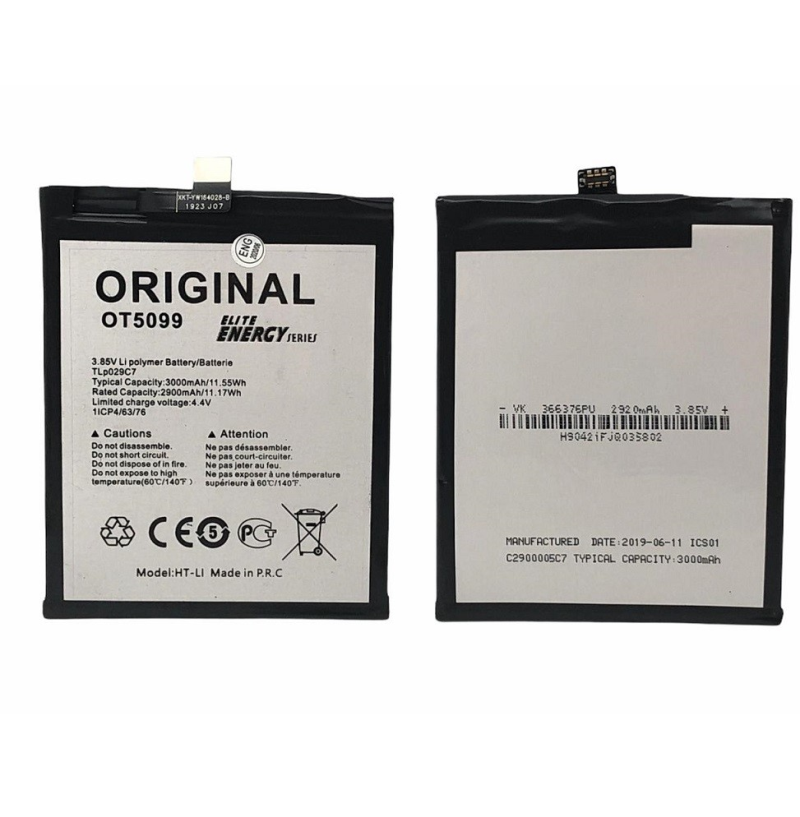 XKT-YW164028-B
1923 J07
ENG
ORIGINAL
OT5099
ELITE
ENERGY SERIES
3.85V Li polymer Battery/Batterie
TLp029C7
Typical Capacity:3000mAh/11.55Wh
Rated Capacity:2900mAh/11.17Wh
Limited charge voltage:4.4V
1ICP4/63/76
▲ Cautions
Do not disassemble.
Do not short-circuit.
Do not dispose of in fire.
Do not expose to high
temperature(60℃/140℉)
▲ Attention
Ne pas désassembler.
Ne pas court-circuiter.
Ne pas jeter au feu.
Ne pas exposer à une température
supérieure à 60℃/140℉.
CE 5
Model:HT-LI Made in P.R.C
- VK 366376PU 2920mAh 3.85V +
H9042iFJQ035802
MANUFACTURED DATE:2019-06-11 ICS01
C2900005C7 TYPICAL CAPACITY:3000mAh